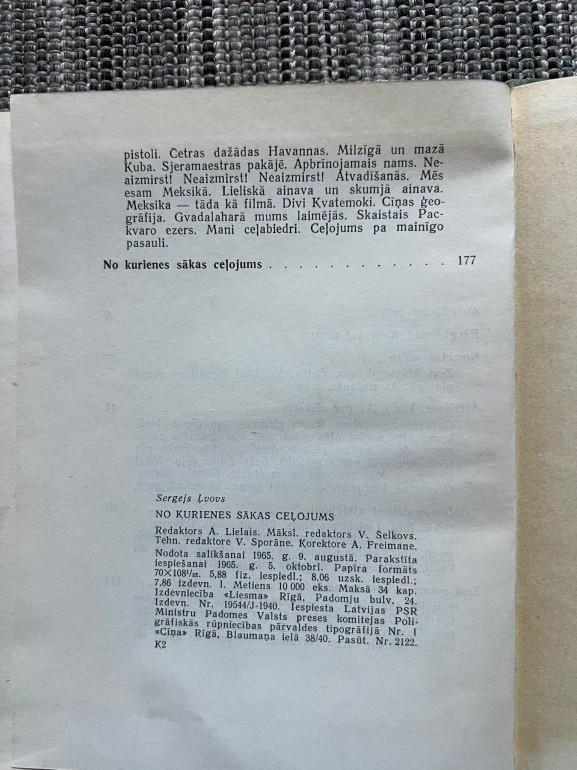 pistoli. Četras dažādas Havannas. Milzīgā un mazā
Kuba. Sjeramaestras pakājē. Apbrīnojamais nams. Ne-
aizmirst! Neaizmirst! Neaizmirst! Atvadīšanās. Mēs
esam Meksikā. Lieliskā ainava un skumjā ainava.
Meksika — tāda kā filmā. Divi Kvatemoki. Cīņas ģeo-
grāfija. Gvadalaharā mums laimējās. Skaistais Pac-
kvaro ezers. Mani ceļabiedri. Ceļojums pa mainīgo
pasauli.
No kurienes sākas ceļojums . . . . . . . . . . . . 177
Sergejs Ļvovs
NO KURIENES SĀKAS CEĻOJUMS
Redaktors A. Lielais. Māksl. redaktors V. Selkovs.
Tehn. redaktore V. Sporāne. Korektore A. Freimane.
Nodota salikšanai 1965. g. 9. augustā. Parakstīta
iespiešanai 1965. g. 5. oktobrī. Papīra formāts
70×108¹/₃₂. 5,88 fiz. iespiedl.; 8,06 uzsk. iespiedl.;
7,86 izdevn. l. Metiens 10 000 eks. Maksā 34 kap.
Izdevniecība «Liesma» Rīgā, Padomju bulv. 24.
Izdevn. Nr. 19544/J-1940. Iespiesta Latvijas PSR
Ministru Padomes Valsts preses komitejas Poli-
grāfiskās rūpniecības pārvaldes tipogrāfijā Nr. 1
«Cīņa» Rīgā, Blaumaņa ielā 38/40. Pasūt. Nr. 2122.
K2